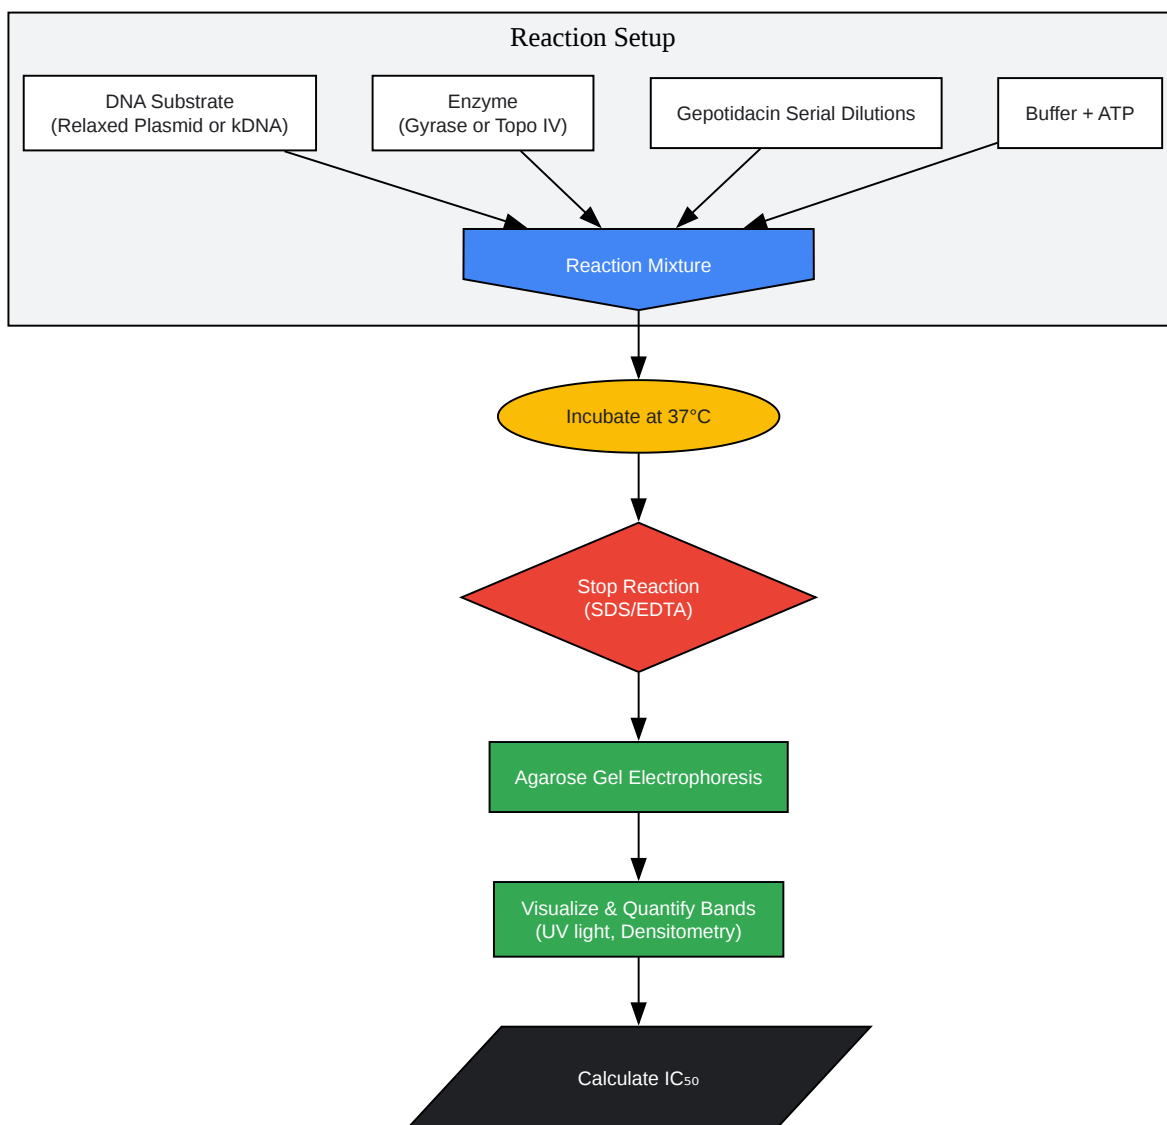 Reaction Setup
DNA Substrate
(Relaxed Plasmid or kDNA)
Enzyme
(Gyrase or Topo IV)
Gepotidacin Serial Dilutions
Buffer + ATP
Reaction Mixture
Incubate at 37°C
Stop Reaction
(SDS/EDTA)
Agarose Gel Electrophoresis
Visualize & Quantify Bands
(UV light, Densitometry)
Calculate IC₅₀